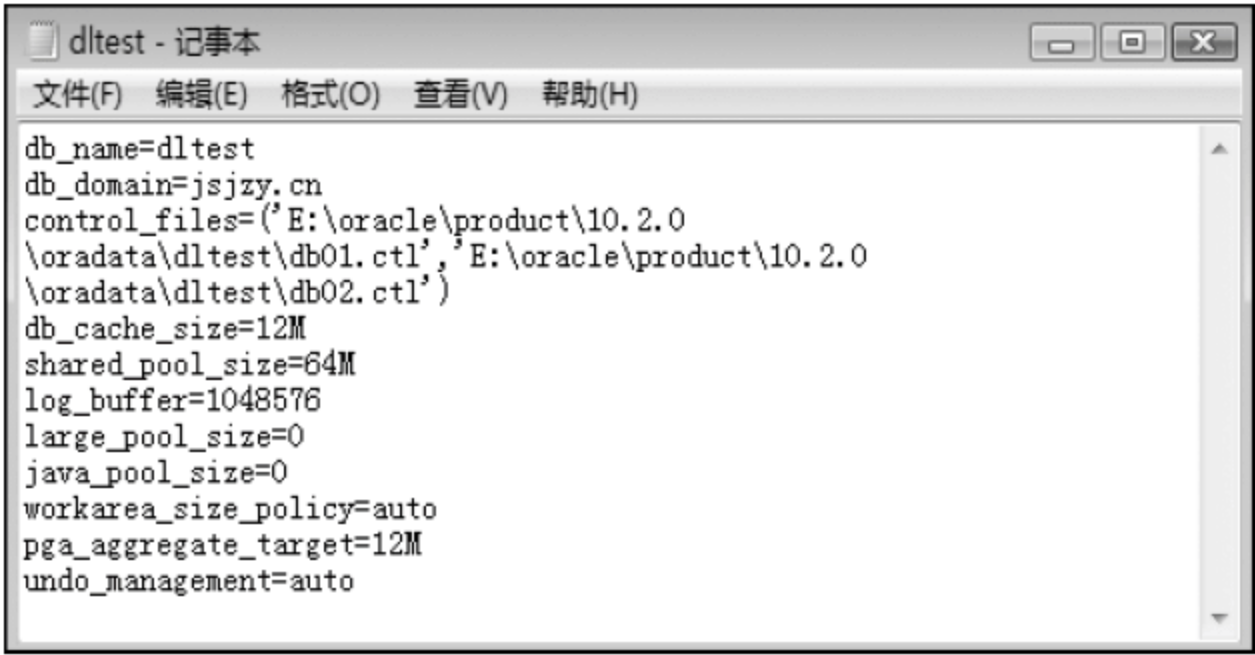 dltest - 记事本
文件(F) 编辑(E) 格式(O) 查看(V) 帮助(H)
db_name=dltest
db_domain=jsjzy.cn
control_files=('E:\oracle\product\10.2.0
\oradata\dltest\db01.ctl','E:\oracle\product\10.2.0
\oradata\dltest\db02.ctl')
db_cache_size=12M
shared_pool_size=64M
log_buffer=1048576
large_pool_size=0
java_pool_size=0
workarea_size_policy=auto
pga_aggregate_target=12M
undo_management=auto